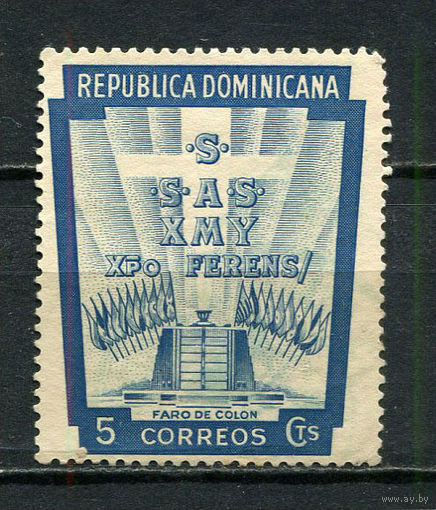 REPUBLICA DOMINICANA
·S·
·S·A·S·
XMY
XPO FERENS/
FARO DE COLON
5 CORREOS CTS
www.ay.by